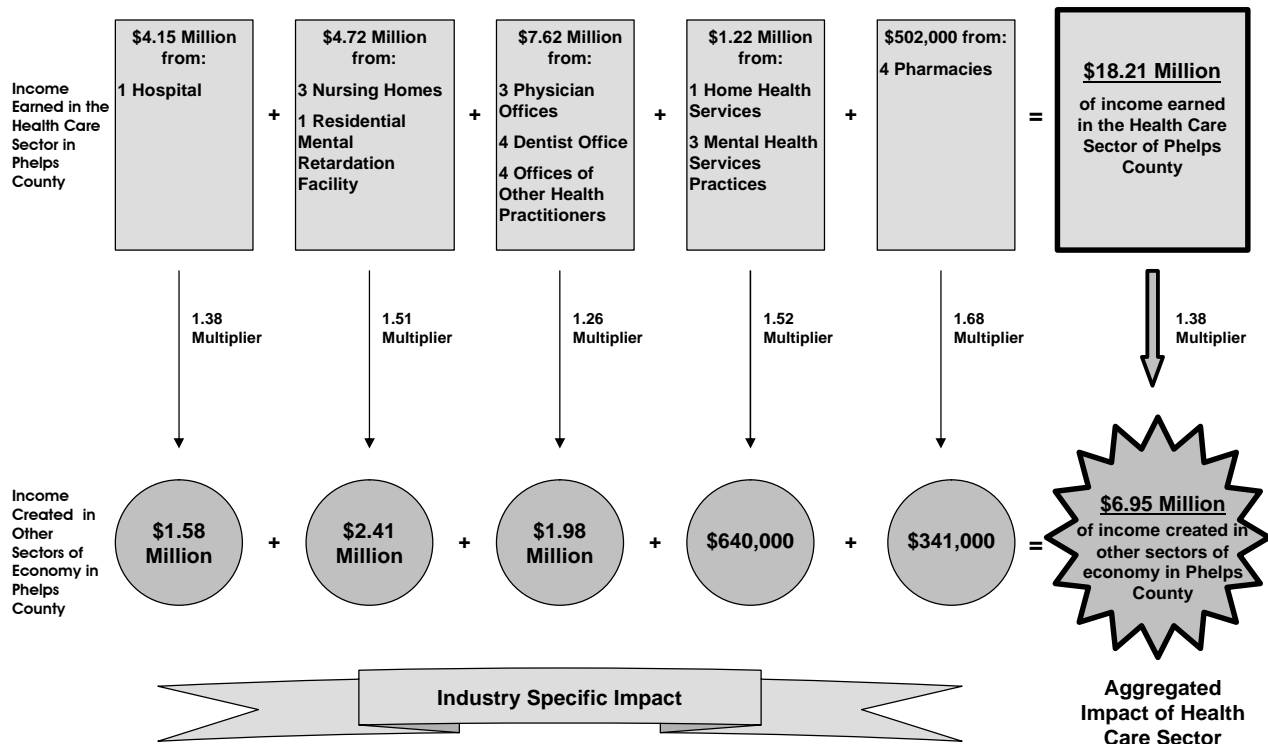 Income
Earned in the
Health Care
Sector in
Phelps
County
$4.15 Million
from:
1 Hospital
+
$4.72 Million
from:
3 Nursing Homes
1 Residential
Mental
Retardation
Facility
+
$7.62 Million
from:
3 Physician
Offices
4 Dentist Office
4 Offices of
Other Health
Practitioners
+
$1.22 Million
from:
1 Home Health
Services
3 Mental Health
Services
Practices
+
$502,000 from:
4 Pharmacies
=
$18.21 Million
of income earned
in the Health Care
Sector of Phelps
County
1.38
Multiplier
1.51
Multiplier
1.26
Multiplier
1.52
Multiplier
1.68
Multiplier
1.38
Multiplier
Income
Created in
Other
Sectors of
Economy in
Phelps
County
$1.58
Million
+
$2.41
Million
+
$1.98
Million
+
$640,000
+
$341,000
=
$6.95 Million
of income created in
other sectors of
economy in Phelps
County
Industry Specific Impact
Aggregated
Impact of Health
Care Sector